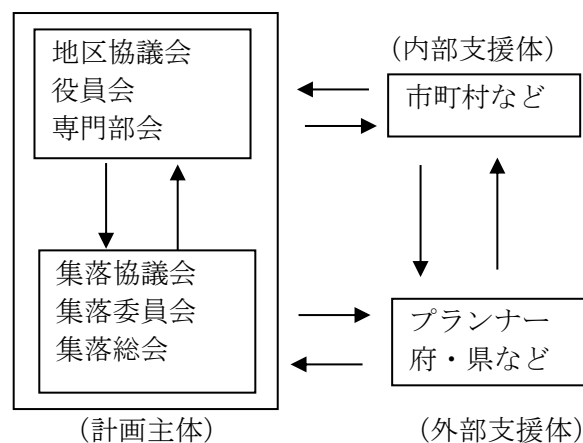 地区協議会
役員会
専門部会
（内部支援体）
市町村など
集落協議会
集落委員会
集落総会
プランナー
府・県など
（計画主体）
（外部支援体）